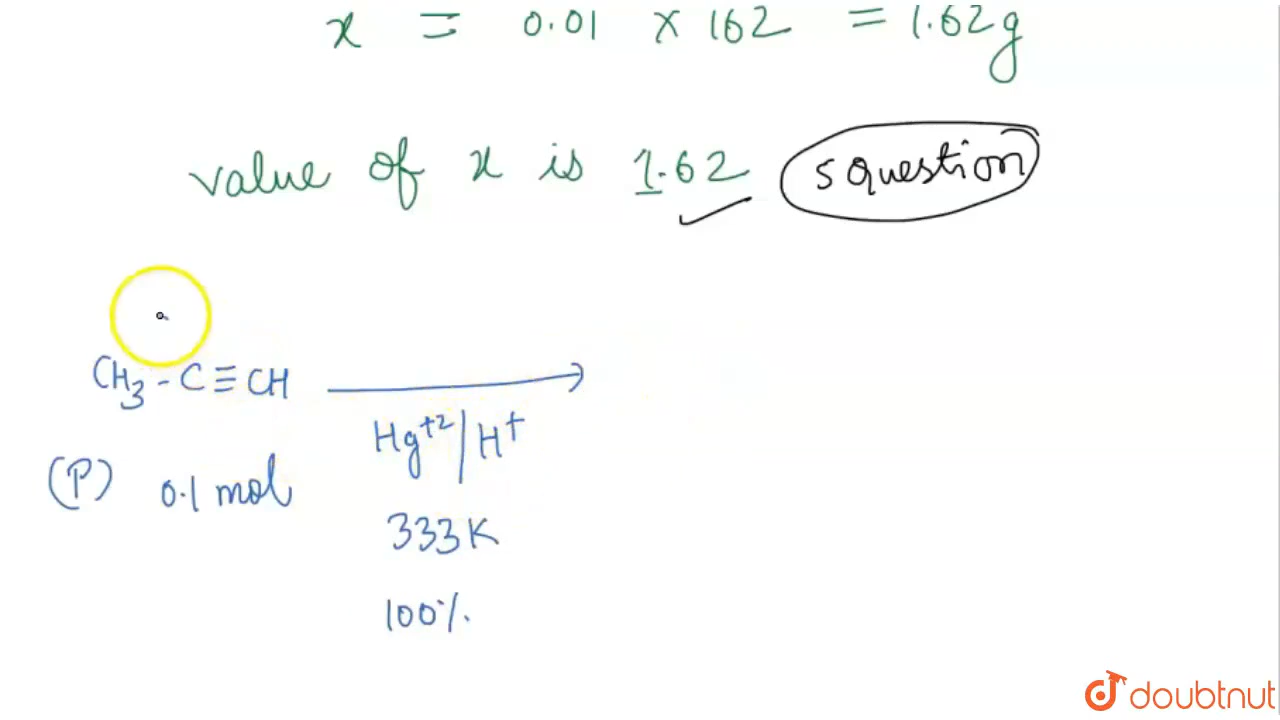 x = 0.01 × 162 = 1.62g
value of x is 1.62 5 Question
CH₃-C≡CH
Hg⁺²/H⁺
(P) 0.1 mol
333K
100%.
doubtnut